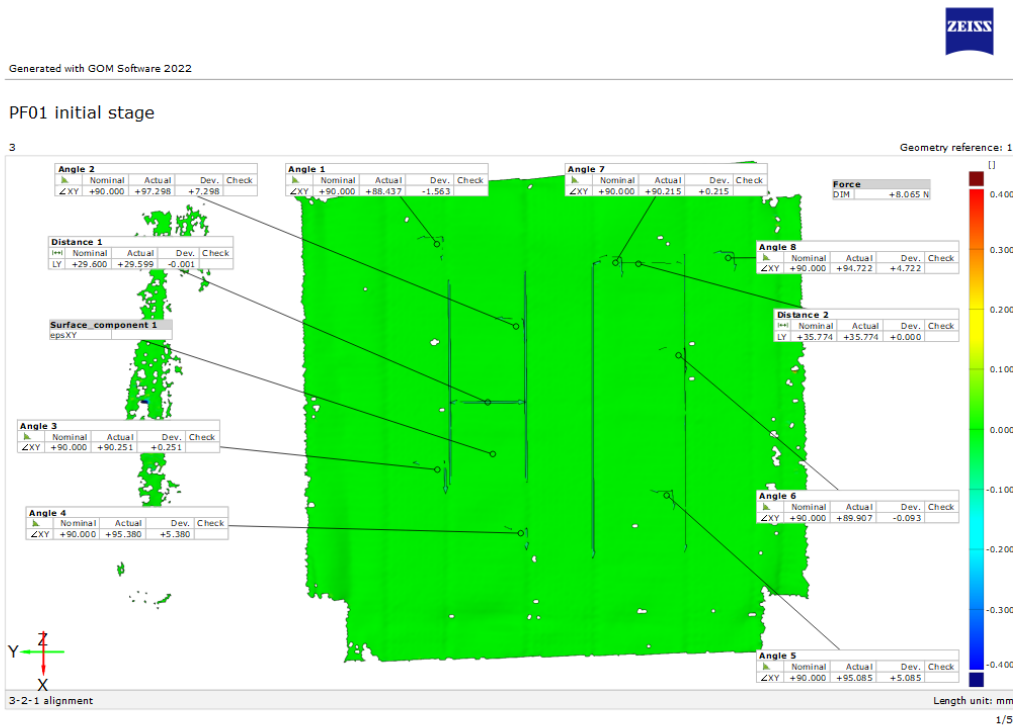 ZEISS
Generated with GOM Software 2022
PF01 initial stage
3
Geometry reference: 1
[]
Angle 2
Nominal Actual Dev. Check
∠XY +90.000 +97.298 +7.298
Angle 1
Nominal Actual Dev. Check
∠XY +90.000 +88.437 -1.563
Angle 7
Nominal Actual Dev. Check
∠XY +90.000 +90.215 +0.215
Force
DIM +8.065 N
Distance 1
Nominal Actual Dev. Check
LY +29.600 +29.599 -0.001
Angle 8
Nominal Actual Dev. Check
∠XY +90.000 +94.722 +4.722
Surface_component 1
epsXY
Distance 2
Nominal Actual Dev. Check
LY +35.774 +35.774 +0.000
Angle 3
Nominal Actual Dev. Check
∠XY +90.000 +90.251 +0.251
Angle 4
Nominal Actual Dev. Check
∠XY +90.000 +95.380 +5.380
Angle 6
Nominal Actual Dev. Check
∠XY +90.000 +89.907 -0.093
Angle 5
Nominal Actual Dev. Check
∠XY +90.000 +95.085 +5.085
0.400
0.300
0.200
0.100
0.000
-0.100
-0.200
-0.300
-0.400
Z
Y
X
3-2-1 alignment
Length unit: mm
1/5